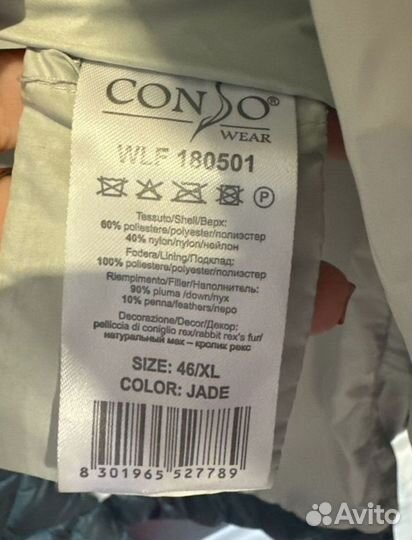 CONSO®
WEAR
WLF 180501
P
Tessuto/Shell/Верх:
60% poliestere/polyester/полиэстер
40% nylon/nylon/нейлон
Fodera/Lining/Подклад:
100% poliestere/polyester/полиэстер
Riempimento/Filler/Наполнитель:
90% piuma /down/пух
10% penna/feathers/перо
Decorazione/Decor/Декор:
pelliccia di coniglio rex/rabbit rex's fur/
натуральный мех – кролик рекс
SIZE: 46/XL
COLOR: JADE
8 301965 527789
Avito